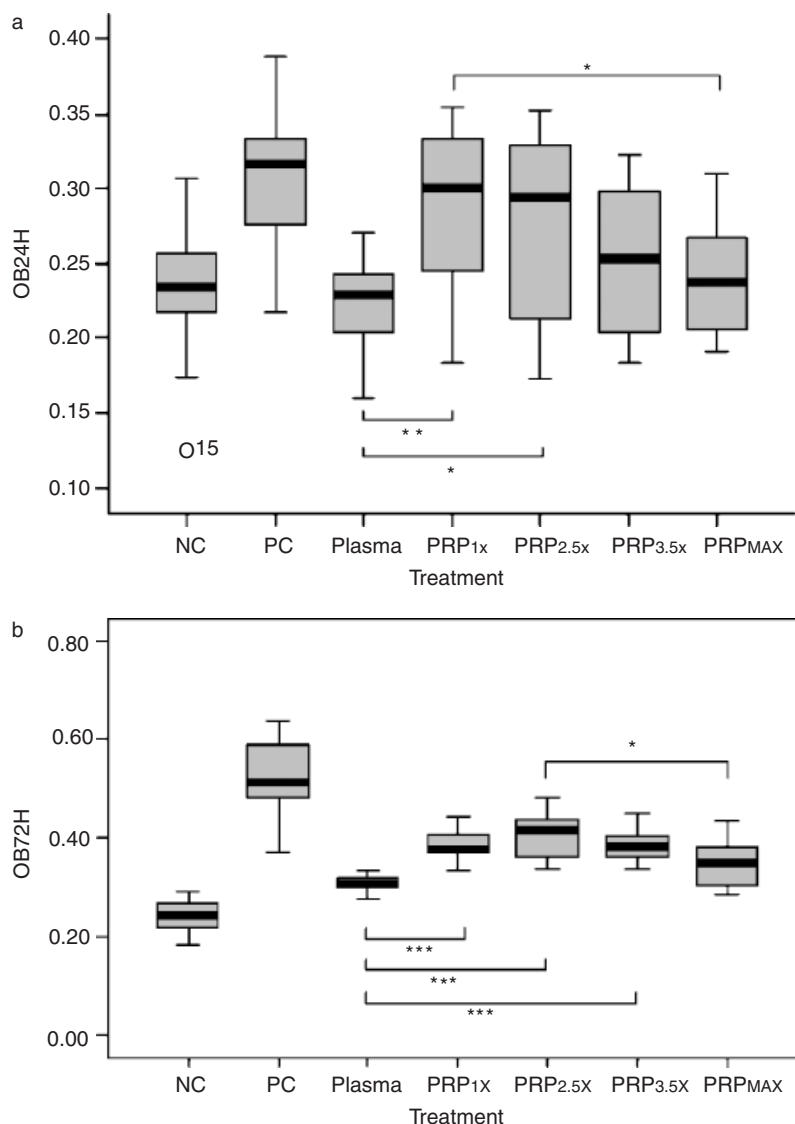 a
0.40
0.35
0.30
0.25
0.20
0.15
0.10
OB24H
*
O15
* *
*
NC PC Plasma PRP1x PRP2.5x PRP3.5x PRPMAX
Treatment
b
0.80
0.60
0.40
0.20
0.00
OB72H
*
***
***
***
NC PC Plasma PRP1X PRP2.5X PRP3.5X PRPMAX
Treatment